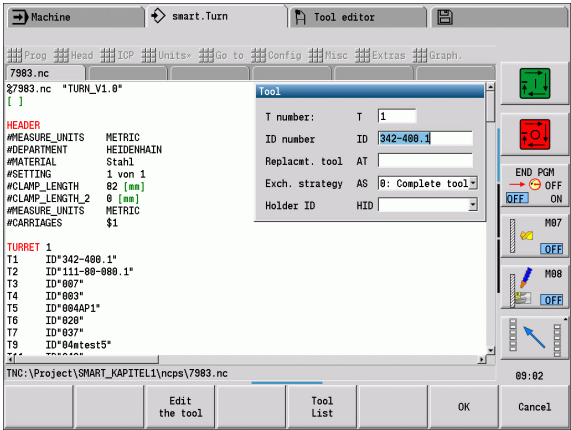 Machine
smart.Turn
Tool editor
Prog
Head
ICP
Units»
Go to
Config
Misc
Extras
Graph.
7983.nc
%7983.nc "TURN_V1.0"
[ ]
HEADER
#MEASURE_UNITS METRIC
#DEPARTMENT HEIDENHAIN
#MATERIAL Stahl
#SETTING 1 von 1
#CLAMP_LENGTH 82 [mm]
#CLAMP_LENGTH_2 0 [mm]
#MEASURE_UNITS METRIC
#CARRIAGES $1
TURRET 1
T1 ID"342-400.1"
T2 ID"111-80-080.1"
T3 ID"007"
T4 ID"003"
T5 ID"004AP1"
T6 ID"020"
T7 ID"037"
T9 ID"04mtest5"
Tool
T number: T 1
ID number ID 342-400.1
Replacmt. tool AT
Exch. strategy AS 0: Complete tool
Holder ID HID
I
O
END PGM
OFF
OFF ON
M07
OFF
M08
OFF
TNC:\Project\SMART_KAPITEL1\ncps\7983.nc
09:02
Edit
the tool
Tool
List
OK
Cancel